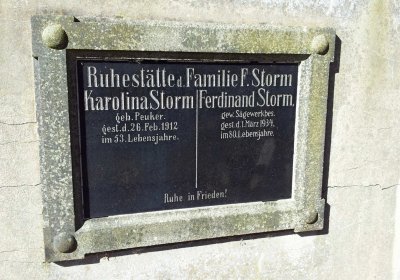 Ruhestätte d. Familie F. Storm
Karolina Storm
geb. Peuker.
gest. d. 26. Feb. 1912
im 53. Lebensjahre.
Ferdinand Storm.
gew. Sägewerkbes.
gest. d. 1. März 1934,
im 80. Lebensjahre.
Ruhe in Frieden!